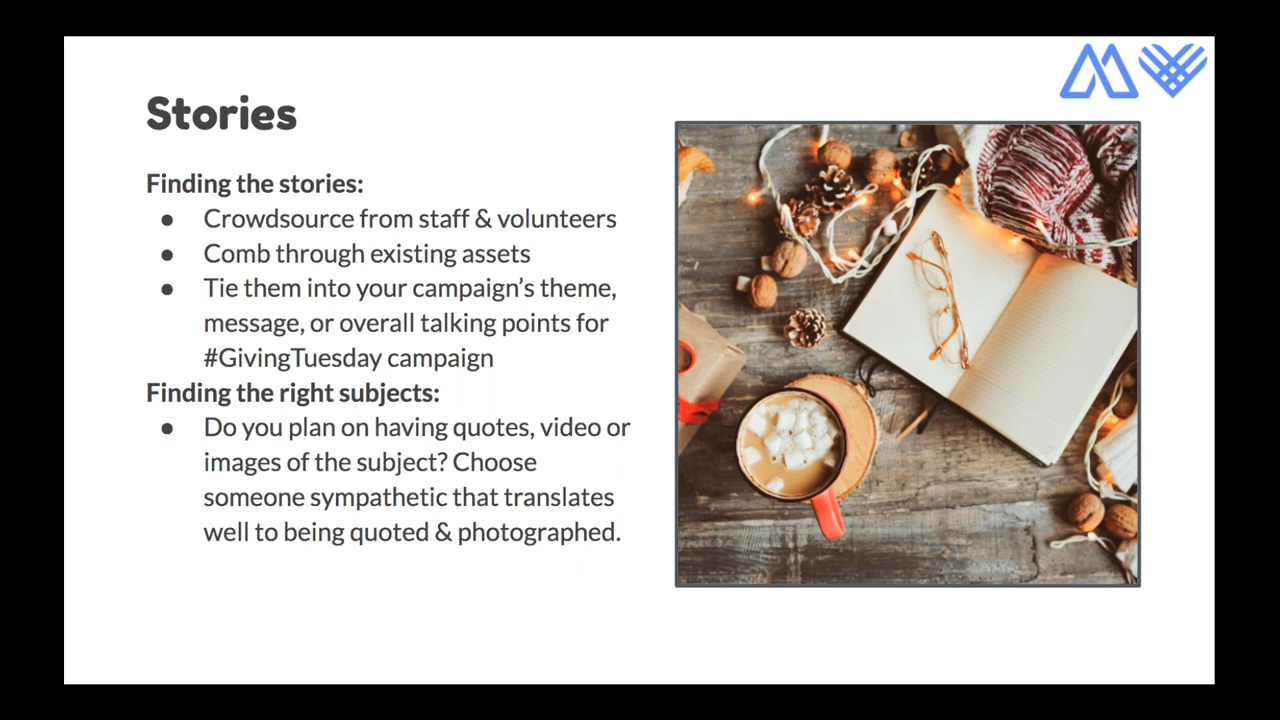 Stories
Finding the stories:
● Crowdsource from staff & volunteers
● Comb through existing assets
● Tie them into your campaign’s theme,
message, or overall talking points for
#GivingTuesday campaign
Finding the right subjects:
● Do you plan on having quotes, video or
images of the subject? Choose
someone sympathetic that translates
well to being quoted & photographed.